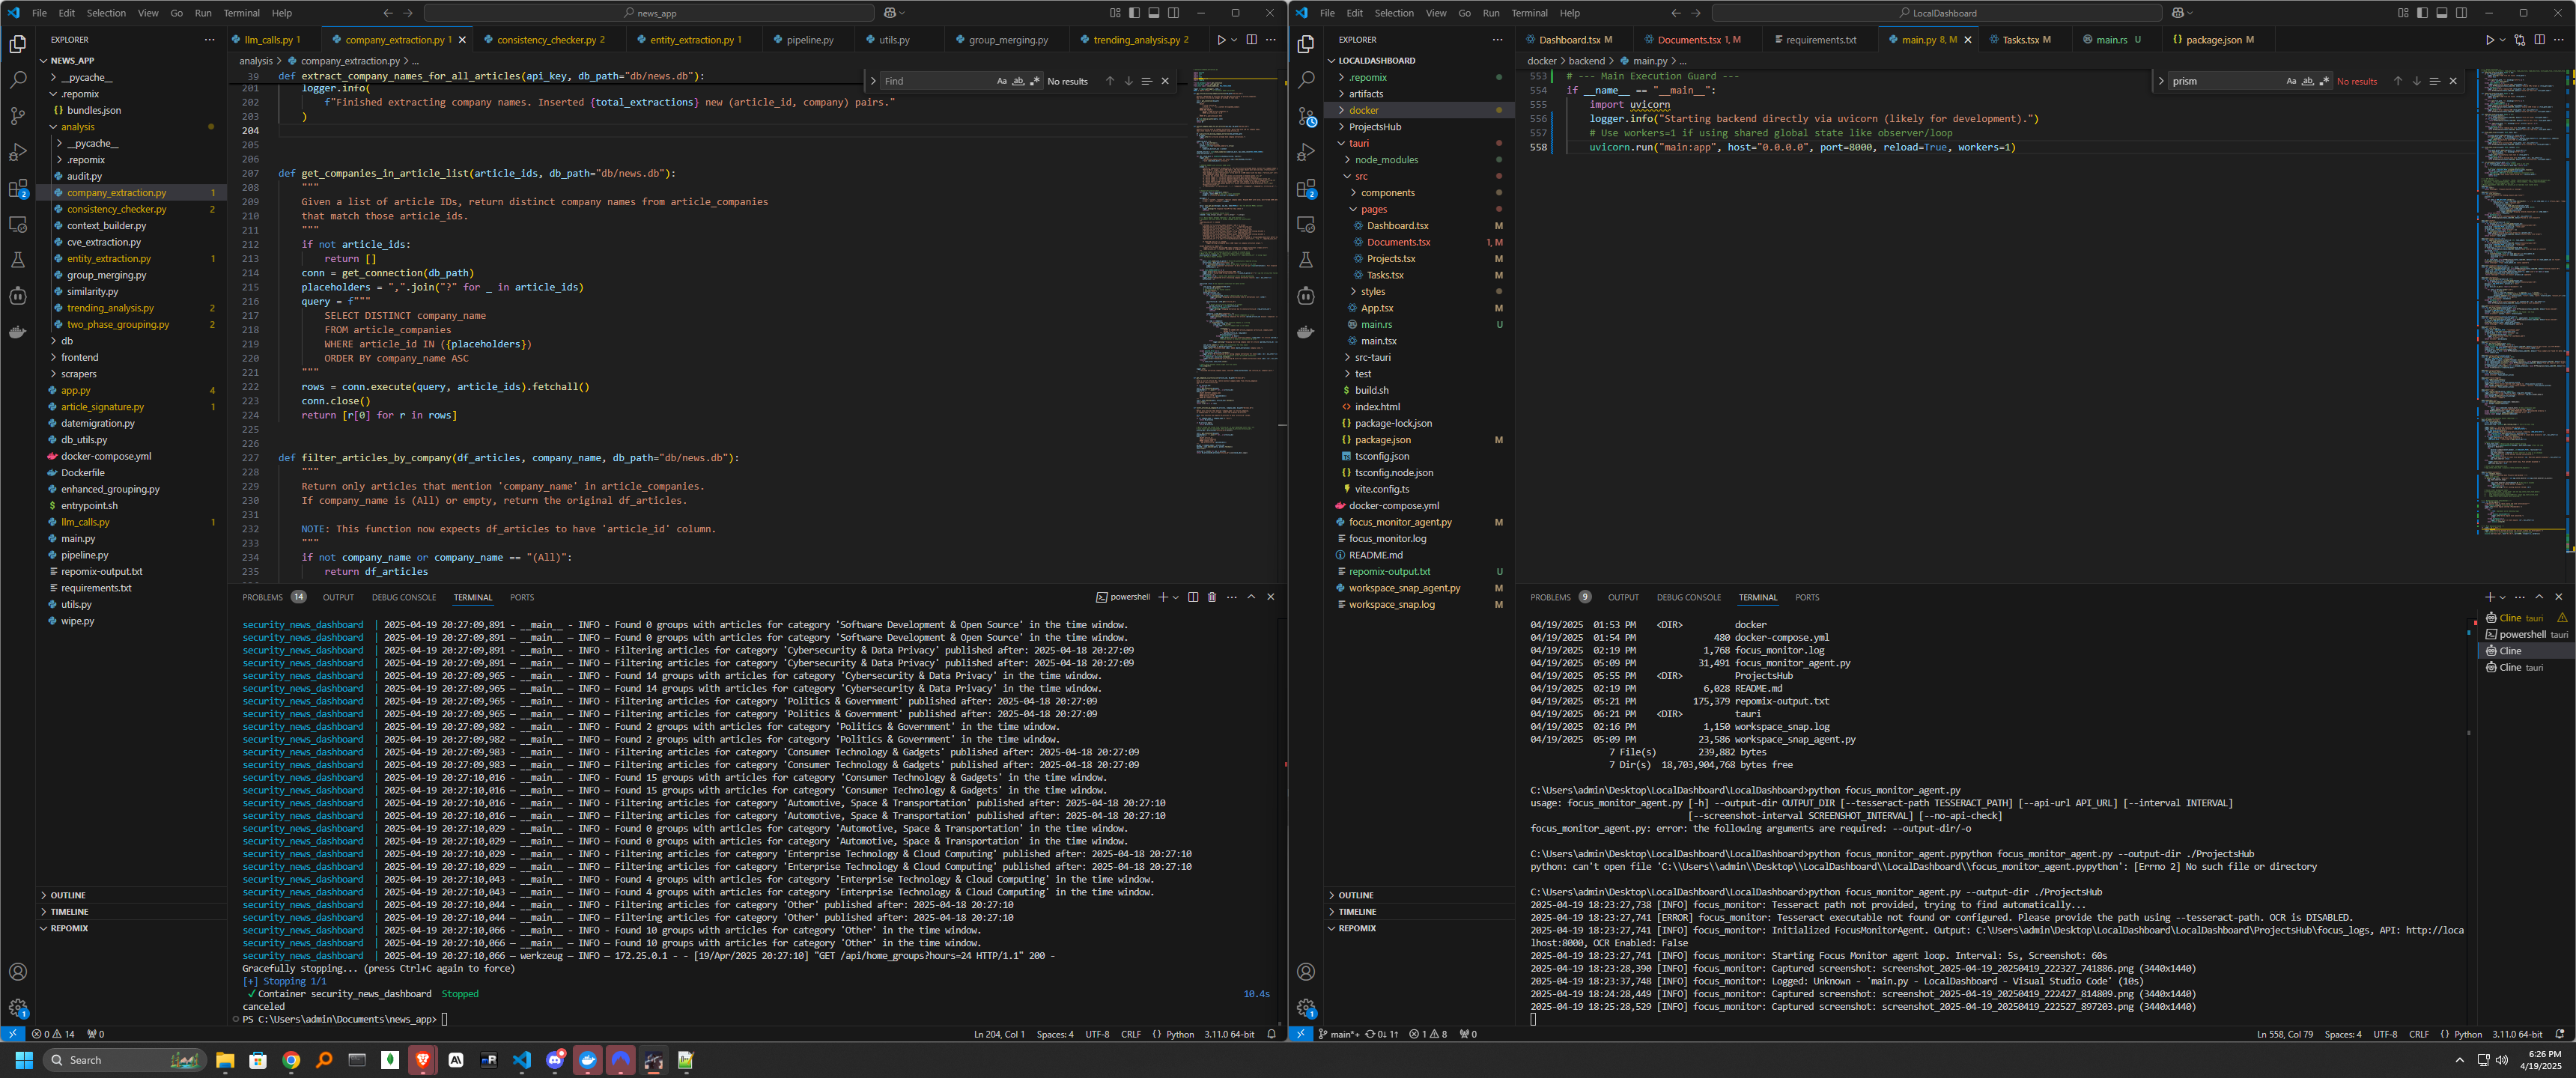 File Edit Selection View Go Run Terminal Help
news_app
EXPLORER
NEWS_APP
__pycache__
.repomix
bundles.json
analysis
__pycache__
.repomix
audit.py
company_extraction.py 1
consistency_checker.py 2
context_builder.py
cve_extraction.py
entity_extraction.py 1
group_merging.py
similarity.py
trending_analysis.py 2
two_phase_grouping.py 2
db
frontend
scrapers
app.py 4
article_signature.py 1
datemigration.py
db_utils.py
docker-compose.yml
Dockerfile
enhanced_grouping.py
entrypoint.sh
llm_calls.py 1
main.py
pipeline.py
repomix-output.txt
requirements.txt
utils.py
wipe.py
OUTLINE
TIMELINE
REPOMIX
llm_calls.py 1 company_extraction.py 1 consistency_checker.py 2 entity_extraction.py 1 pipeline.py utils.py group_merging.py trending_analysis.py 2
analysis > company_extraction.py > ...
Find Aa ab .* No results
39 def extract_company_names_for_all_articles(api_key, db_path="db/news.db"):
201 logger.info(
202 f"Finished extracting company names. Inserted {total_extractions} new (article_id, company) pairs."
203 )
204
205
206
207 def get_companies_in_article_list(article_ids, db_path="db/news.db"):
208 """
209 Given a list of article IDs, return distinct company names from article_companies
210 that match those article_ids.
211 """
212 if not article_ids:
213 return []
214 conn = get_connection(db_path)
215 placeholders = ",".join("?" for _ in article_ids)
216 query = f"""
217 SELECT DISTINCT company_name
218 FROM article_companies
219 WHERE article_id IN ({placeholders})
220 ORDER BY company_name ASC
221 """
222 rows = conn.execute(query, article_ids).fetchall()
223 conn.close()
224 return [r[0] for r in rows]
225
226
227 def filter_articles_by_company(df_articles, company_name, db_path="db/news.db"):
228 """
229 Return only articles that mention 'company_name' in article_companies.
230 If company_name is (All) or empty, return the original df_articles.
231
232 NOTE: This function now expects df_articles to have 'article_id' column.
233 """
234 if not company_name or company_name == "(All)":
235 return df_articles
PROBLEMS 14 OUTPUT DEBUG CONSOLE TERMINAL PORTS
powershell
security_news_dashboard | 2025-04-19 20:27:09,891 - __main__ - INFO - Found 0 groups with articles for category 'Software Development & Open Source' in the time window.
security_news_dashboard | 2025-04-19 20:27:09,891 — __main__ — INFO — Found 0 groups with articles for category 'Software Development & Open Source' in the time window.
security_news_dashboard | 2025-04-19 20:27:09,891 - __main__ - INFO - Filtering articles for category 'Cybersecurity & Data Privacy' published after: 2025-04-18 20:27:09
security_news_dashboard | 2025-04-19 20:27:09,891 — __main__ — INFO — Filtering articles for category 'Cybersecurity & Data Privacy' published after: 2025-04-18 20:27:09
security_news_dashboard | 2025-04-19 20:27:09,965 - __main__ - INFO - Found 14 groups with articles for category 'Cybersecurity & Data Privacy' in the time window.
security_news_dashboard | 2025-04-19 20:27:09,965 — __main__ — INFO — Found 14 groups with articles for category 'Cybersecurity & Data Privacy' in the time window.
security_news_dashboard | 2025-04-19 20:27:09,965 - __main__ - INFO - Filtering articles for category 'Politics & Government' published after: 2025-04-18 20:27:09
security_news_dashboard | 2025-04-19 20:27:09,965 — __main__ — INFO — Filtering articles for category 'Politics & Government' published after: 2025-04-18 20:27:09
security_news_dashboard | 2025-04-19 20:27:09,982 - __main__ - INFO - Found 2 groups with articles for category 'Politics & Government' in the time window.
security_news_dashboard | 2025-04-19 20:27:09,982 — __main__ — INFO — Found 2 groups with articles for category 'Politics & Government' in the time window.
security_news_dashboard | 2025-04-19 20:27:09,983 - __main__ - INFO - Filtering articles for category 'Consumer Technology & Gadgets' published after: 2025-04-18 20:27:09
security_news_dashboard | 2025-04-19 20:27:09,983 — __main__ — INFO — Filtering articles for category 'Consumer Technology & Gadgets' published after: 2025-04-18 20:27:09
security_news_dashboard | 2025-04-19 20:27:10,016 - __main__ - INFO - Found 15 groups with articles for category 'Consumer Technology & Gadgets' in the time window.
security_news_dashboard | 2025-04-19 20:27:10,016 — __main__ — INFO — Found 15 groups with articles for category 'Consumer Technology & Gadgets' in the time window.
security_news_dashboard | 2025-04-19 20:27:10,016 - __main__ - INFO - Filtering articles for category 'Automotive, Space & Transportation' published after: 2025-04-18 20:27:10
security_news_dashboard | 2025-04-19 20:27:10,016 — __main__ — INFO — Filtering articles for category 'Automotive, Space & Transportation' published after: 2025-04-18 20:27:10
security_news_dashboard | 2025-04-19 20:27:10,029 - __main__ - INFO - Found 0 groups with articles for category 'Automotive, Space & Transportation' in the time window.
security_news_dashboard | 2025-04-19 20:27:10,029 — __main__ — INFO — Found 0 groups with articles for category 'Automotive, Space & Transportation' in the time window.
security_news_dashboard | 2025-04-19 20:27:10,029 - __main__ - INFO - Filtering articles for category 'Enterprise Technology & Cloud Computing' published after: 2025-04-18 20:27:10
security_news_dashboard | 2025-04-19 20:27:10,029 — __main__ — INFO — Filtering articles for category 'Enterprise Technology & Cloud Computing' published after: 2025-04-18 20:27:10
security_news_dashboard | 2025-04-19 20:27:10,043 - __main__ - INFO - Found 4 groups with articles for category 'Enterprise Technology & Cloud Computing' in the time window.
security_news_dashboard | 2025-04-19 20:27:10,043 — __main__ — INFO — Found 4 groups with articles for category 'Enterprise Technology & Cloud Computing' in the time window.
security_news_dashboard | 2025-04-19 20:27:10,044 - __main__ - INFO - Filtering articles for category 'Other' published after: 2025-04-18 20:27:10
security_news_dashboard | 2025-04-19 20:27:10,044 — __main__ — INFO — Filtering articles for category 'Other' published after: 2025-04-18 20:27:10
security_news_dashboard | 2025-04-19 20:27:10,066 - __main__ - INFO - Found 10 groups with articles for category 'Other' in the time window.
security_news_dashboard | 2025-04-19 20:27:10,066 — __main__ — INFO — Found 10 groups with articles for category 'Other' in the time window.
security_news_dashboard | 2025-04-19 20:27:10,066 — werkzeug — INFO — 172.25.0.1 - - [19/Apr/2025 20:27:10] "GET /api/home_groups?hours=24 HTTP/1.1" 200 -
Gracefully stopping... (press Ctrl+C again to force)
[+] Stopping 1/1
✓ Container security_news_dashboard Stopped 10.4s
canceled
PS C:\Users\admin\Documents\news_app>
0 14 0 Ln 204, Col 1 Spaces: 4 UTF-8 CRLF Python 3.11.0 64-bit
File Edit Selection View Go Run Terminal Help
LocalDashboard
EXPLORER
LOCALDASHBOARD
.repomix
artifacts
docker
ProjectsHub
tauri
node_modules
src
components
pages
Dashboard.tsx M
Documents.tsx 1, M
Projects.tsx M
Tasks.tsx M
styles
App.tsx M
main.rs U
main.tsx
src-tauri
test
build.sh
index.html
package-lock.json
package.json M
tsconfig.json
tsconfig.node.json
vite.config.ts
docker-compose.yml
focus_monitor_agent.py M
focus_monitor.log
README.md
repomix-output.txt U
workspace_snap_agent.py M
workspace_snap.log M
OUTLINE
TIMELINE
REPOMIX
Dashboard.tsx M Documents.tsx 1, M requirements.txt main.py 8, M Tasks.tsx M main.rs U package.json M
docker > backend > main.py > ...
prism Aa ab .* No results
553 # --- Main Execution Guard ---
554 if __name__ == "__main__":
555 import uvicorn
556 logger.info("Starting backend directly via uvicorn (likely for development).")
557 # Use workers=1 if using shared global state like observer/loop
558 uvicorn.run("main:app", host="0.0.0.0", port=8000, reload=True, workers=1)
PROBLEMS 9 OUTPUT DEBUG CONSOLE TERMINAL PORTS
Cline tauri
powershell tauri
Cline
Cline tauri
04/19/2025 01:53 PM <DIR> docker
04/19/2025 01:54 PM 480 docker-compose.yml
04/19/2025 02:19 PM 1,768 focus_monitor.log
04/19/2025 05:09 PM 31,491 focus_monitor_agent.py
04/19/2025 05:55 PM <DIR> ProjectsHub
04/19/2025 02:19 PM 6,028 README.md
04/19/2025 05:21 PM 175,379 repomix-output.txt
04/19/2025 06:21 PM <DIR> tauri
04/19/2025 02:16 PM 1,150 workspace_snap.log
04/19/2025 05:09 PM 23,586 workspace_snap_agent.py
7 File(s) 239,882 bytes
7 Dir(s) 18,703,904,768 bytes free
C:\Users\admin\Desktop\LocalDashboard\LocalDashboard>python focus_monitor_agent.py
usage: focus_monitor_agent.py [-h] --output-dir OUTPUT_DIR [--tesseract-path TESSERACT_PATH] [--api-url API_URL] [--interval INTERVAL]
[--screenshot-interval SCREENSHOT_INTERVAL] [--no-api-check]
focus_monitor_agent.py: error: the following arguments are required: --output-dir/-o
C:\Users\admin\Desktop\LocalDashboard\LocalDashboard>python focus_monitor_agent.pypython focus_monitor_agent.py --output-dir ./ProjectsHub
python: can't open file 'C:\\Users\\admin\\Desktop\\LocalDashboard\\LocalDashboard\\focus_monitor_agent.pypython': [Errno 2] No such file or directory
C:\Users\admin\Desktop\LocalDashboard\LocalDashboard>python focus_monitor_agent.py --output-dir ./ProjectsHub
2025-04-19 18:23:27,738 [INFO] focus_monitor: Tesseract path not provided, trying to find automatically...
2025-04-19 18:23:27,741 [ERROR] focus_monitor: Tesseract executable not found or configured. Please provide the path using --tesseract-path. OCR is DISABLED.
2025-04-19 18:23:27,741 [INFO] focus_monitor: Initialized FocusMonitorAgent. Output: C:\Users\admin\Desktop\LocalDashboard\LocalDashboard\ProjectsHub\focus_logs, API: http://loca
lhost:8000, OCR Enabled: False
2025-04-19 18:23:27,741 [INFO] focus_monitor: Starting Focus Monitor agent loop. Interval: 5s, Screenshot: 60s
2025-04-19 18:23:28,390 [INFO] focus_monitor: Captured screenshot: screenshot_2025-04-19_20250419_222327_741886.png (3440x1440)
2025-04-19 18:23:37,748 [INFO] focus_monitor: Logged: Unknown - 'main.py - LocalDashboard - Visual Studio Code' (10s)
2025-04-19 18:24:28,449 [INFO] focus_monitor: Captured screenshot: screenshot_2025-04-19_20250419_222427_814809.png (3440x1440)
2025-04-19 18:25:28,529 [INFO] focus_monitor: Captured screenshot: screenshot_2025-04-19_20250419_222527_897203.png (3440x1440)
main*+ 0↓ 1↑ 1 8 0 Ln 558, Col 79 Spaces: 4 UTF-8 CRLF Python 3.11.0 64-bit
Search
6:26 PM
4/19/2025